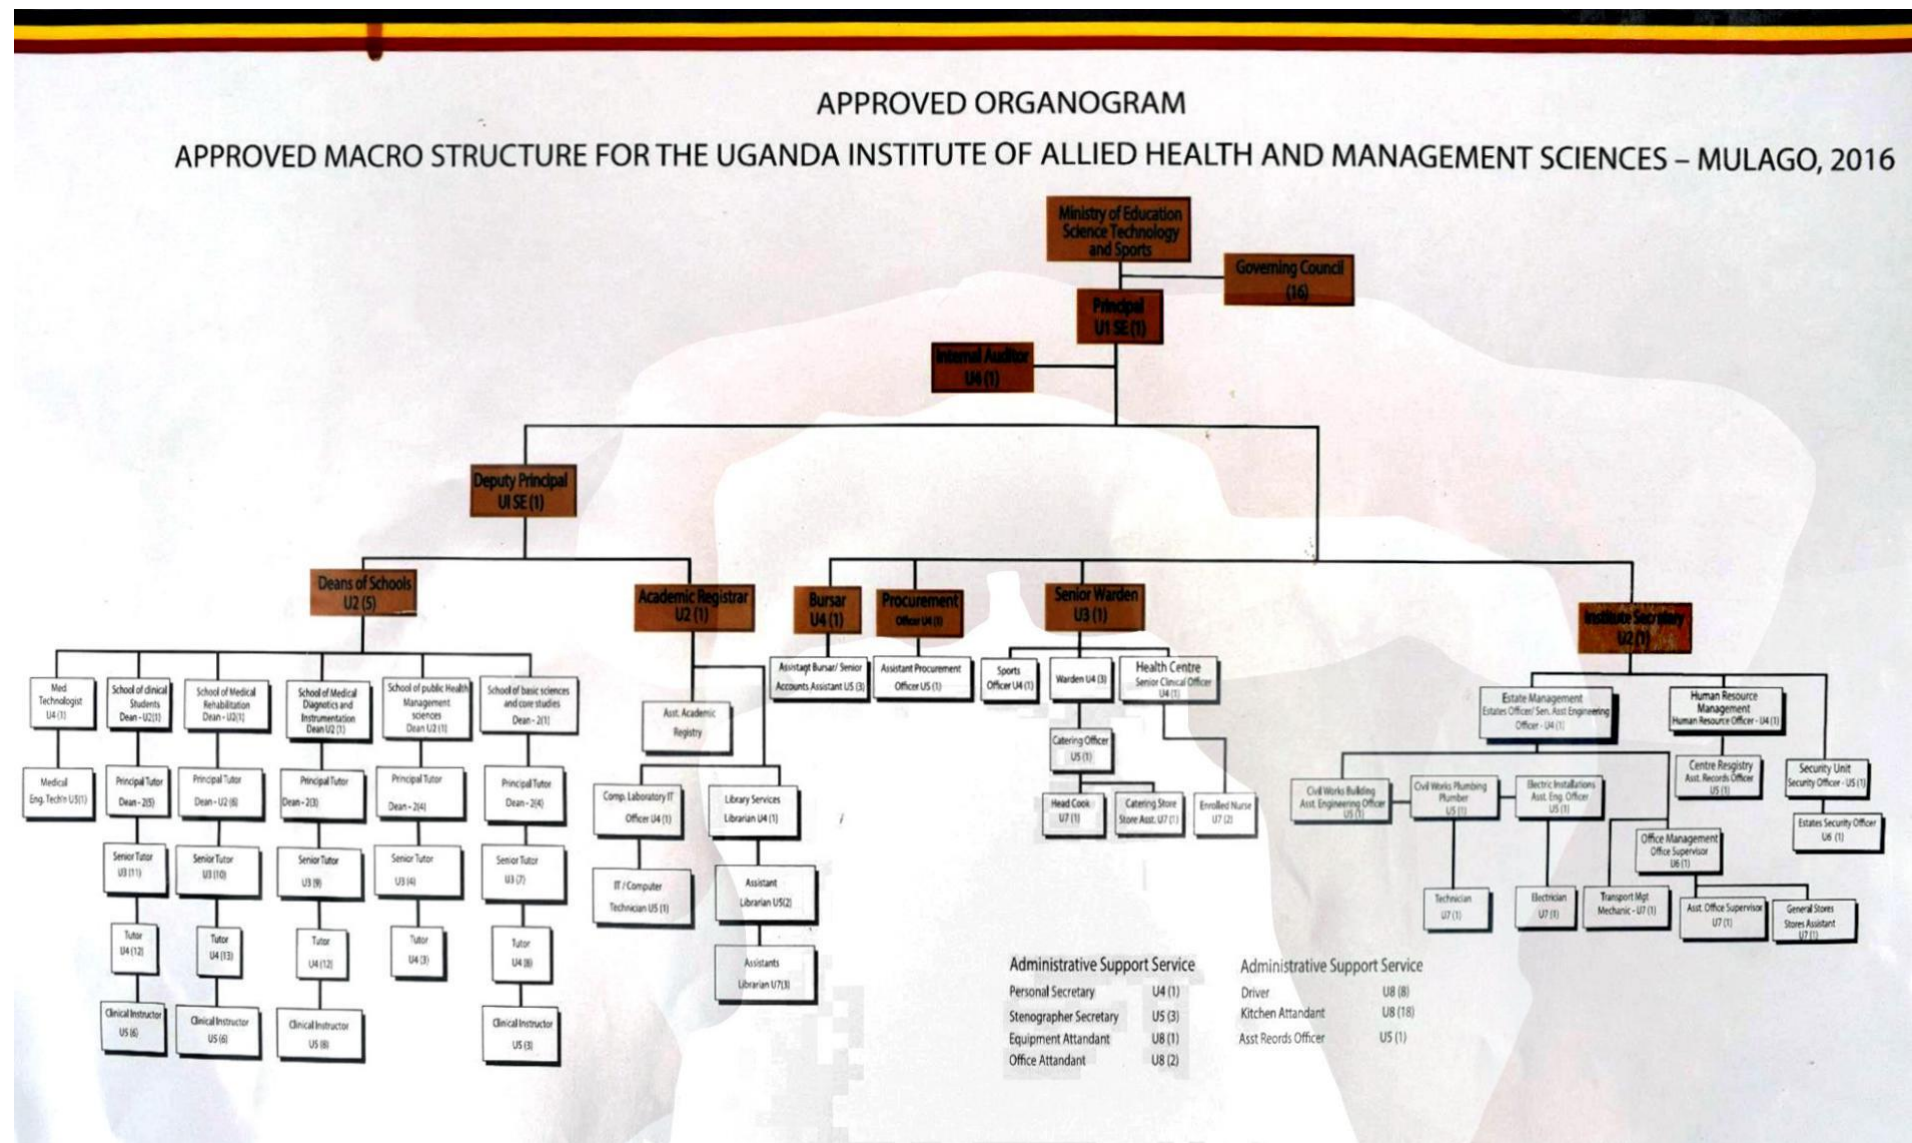 APPROVED ORGANOGRAM
APPROVED MACRO STRUCTURE FOR THE UGANDA INSTITUTE OF ALLIED HEALTH AND MANAGEMENT SCIENCES – MULAGO, 2016
Ministry of Education
Science Technology
and Sports
Governing Council
(16)
Principal
U1 SE (1)
Internal Auditor
U4 (1)
Deputy Principal
UI SE (1)
Deans of Schools
U2 (5)
Academic Registrar
U2 (1)
Bursar
U4 (1)
Procurement
Officer U4 (1)
Senior Warden
U3 (1)
Institute Secretary
U2 (1)
Med
Technologist
U4 (1)
School of clinical
Students
Dean - U2(1)
School of Medical
Rehabilitation
Dean - U2(1)
School of Medical
Diagnetics and
Instrumentation
Dean U2 (1)
School of public Health
Management
sciences
Dean U2 (1)
School of basic sciences
and core studies
Dean - 2(1)
Medical
Eng. Tech'n U5(1)
Principal Tutor
Dean - 2(5)
Principal Tutor
Dean - U2 (6)
Principal Tutor
Dean - 2(3)
Principal Tutor
Dean - 2(4)
Principal Tutor
Dean - 2(4)
Senior Tutor
U3 (11)
Senior Tutor
U3 (10)
Senior Tutor
U3 (9)
Senior Tutor
U3 (4)
Senior Tutor
U3 (7)
Tutor
U4 (12)
Tutor
U4 (13)
Tutor
U4 (12)
Tutor
U4 (3)
Tutor
U4 (8)
Clinical Instructor
U5 (6)
Clinical Instructor
U5 (6)
Clinical Instructor
U5 (8)
Clinical Instructor
U5 (3)
Asst. Academic
Registry
Comp. Laboratory IT
Officer U4 (1)
Library Services
Librarian U4 (1)
IT / Computer
Technician U5 (1)
Assistant
Librarian U5(2)
Assistants
Librarian U7(3)
Assistagt Bursar/ Senior
Accounts Assistant U5 (3)
Assistant Procurement
Officer U5 (1)
Sports
Officer U4 (1)
Warden U4 (3)
Health Centre
Senior Clinical Officer
U4 (1)
Catering Officer
U5 (1)
Head Cook
U7 (1)
Catering Store
Store Asst. U7 (1)
Enrolled Nurse
U7 (2)
Estate Management
Estates Officer/ Sen. Asst Engineering
Officer - U4 (1)
Human Resource
Management
Human Resource Officer - U4 (1)
Civil Works Building
Asst. Engineering Officer
U5 (1)
Civil Works Plumbing
Plumber
U5 (1)
Electric Installations
Asst. Eng. Officer
U5 (1)
Centre Resgistry
Asst. Records Officer
U5 (1)
Security Unit
Security Officer - U5 (1)
Estates Security Officer
U6 (1)
Office Management
Office Supervisor
U6 (1)
Technician
U7 (1)
Electrician
U7 (1)
Transport Mgt
Mechanic - U7 (1)
Asst. Office Supervisor
U7 (1)
General Stores
Stores Assistant
U7 (1)
Administrative Support Service
Personal Secretary U4 (1)
Stenographer Secretary U5 (3)
Equipment Attandant U8 (1)
Office Attandant U8 (2)
Administrative Support Service
Driver U8 (8)
Kitchen Attandant U8 (18)
Asst Reords Officer U5 (1)